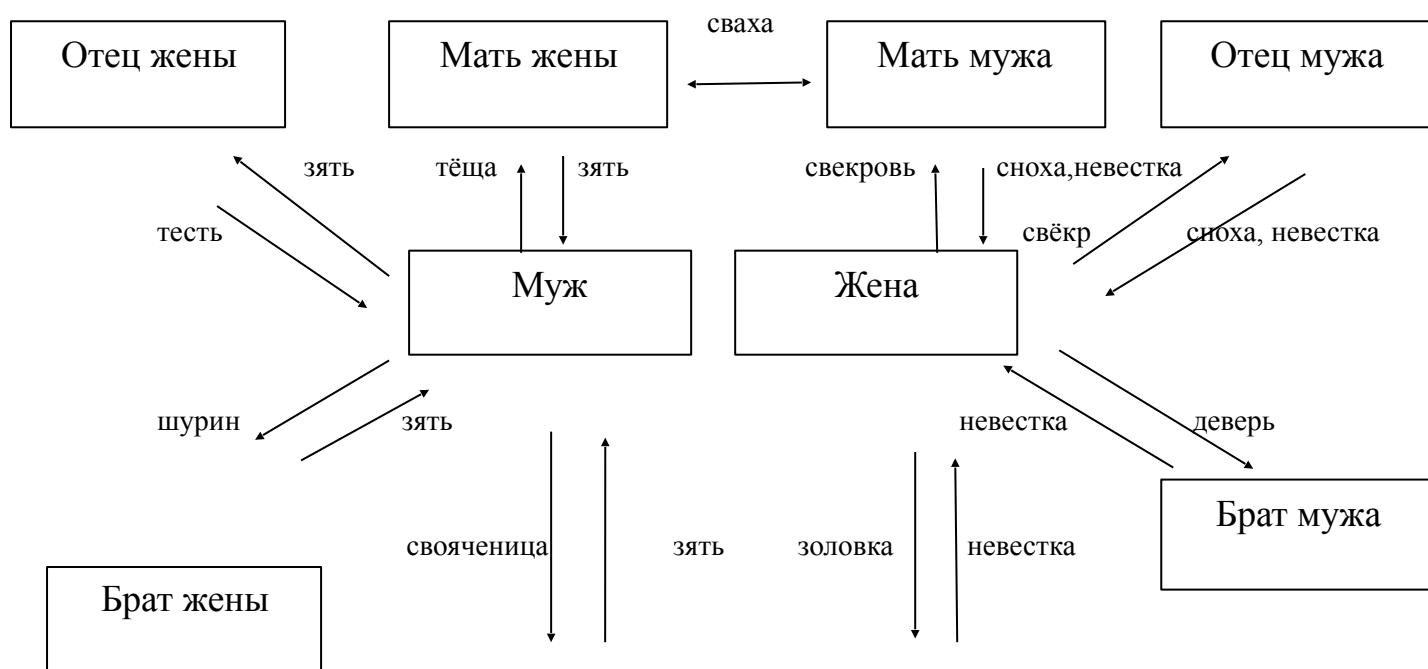 сваха
Отец жены
Мать жены
Мать мужа
Отец мужа
зять
тёща
зять
свекровь
сноха,невестка
тесть
свёкр
сноха, невестка
Муж
Жена
шурин
зять
невестка
деверь
Брат мужа
свояченица
зять
золовка
невестка
Брат жены